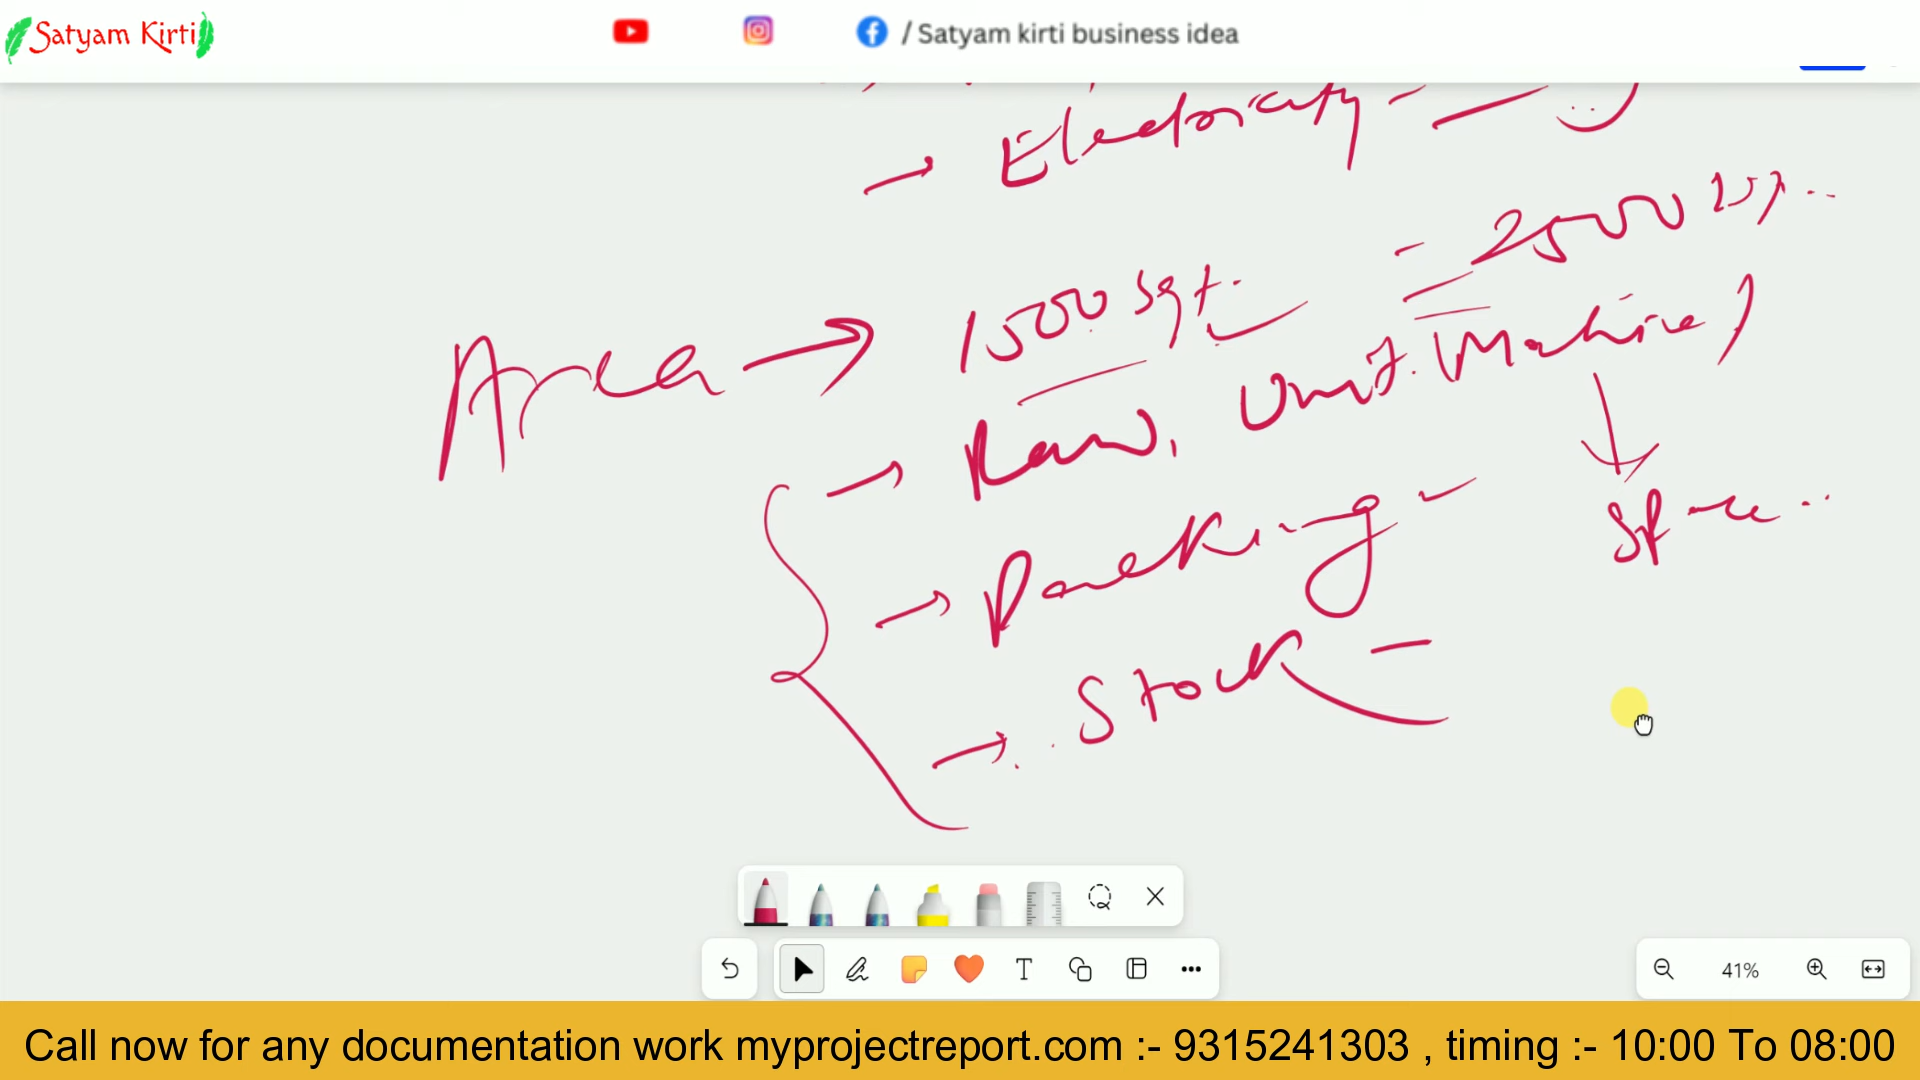 Satyam Kirti
/ Satyam kirti business idea
→ Electricity -
Area → 1500 sqft. - 2500
→ Raw, Unit. (Machine)
→ Packing -
Space ..
→ Stock -
41%
Call now for any documentation work myprojectreport.com :- 9315241303 , timing :- 10:00 To 08:00